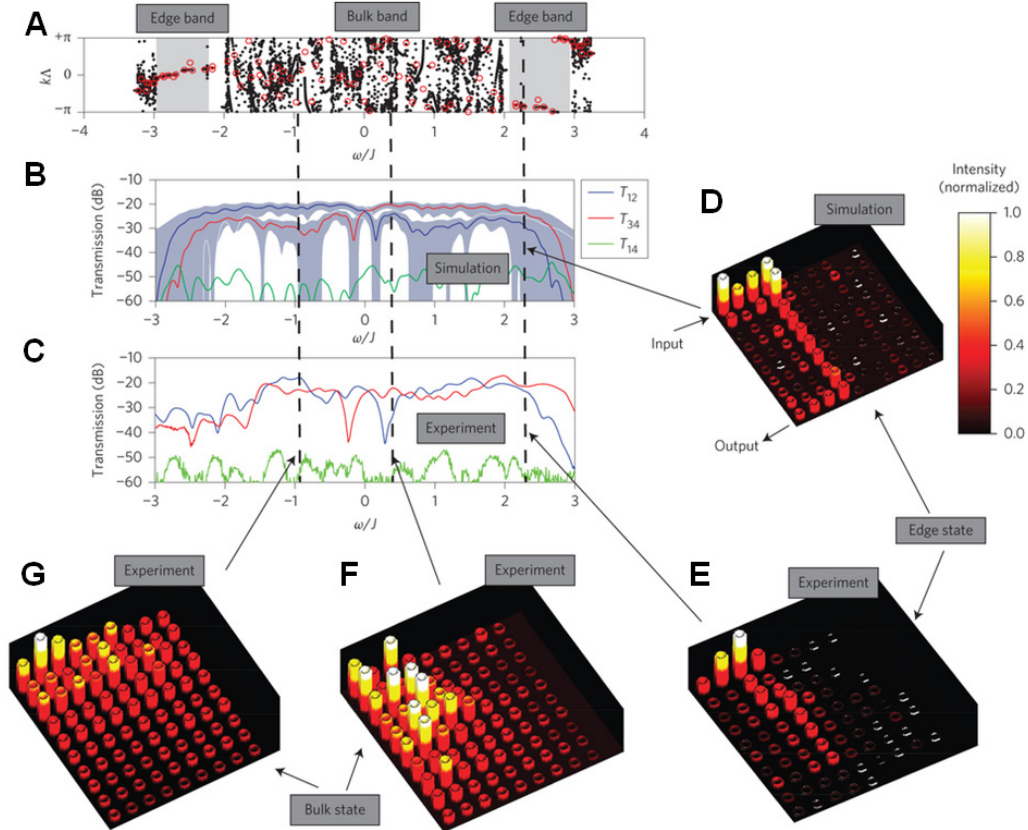 A
Edge band
Bulk band
Edge band
+π
0
−π
kΛ
−4
−3
−2
−1
0
1
2
3
4
ω/J
B
−10
−20
−30
−40
−50
−60
Transmission (dB)
T12
T34
T14
Simulation
−3
−2
−1
0
1
2
3
ω/J
C
−10
−20
−30
−40
−50
−60
Transmission (dB)
Experiment
−3
−2
−1
0
1
2
3
ω/J
D
Simulation
Input
Output
Intensity
(normalized)
1.0
0.8
0.6
0.4
0.2
0.0
Edge state
G
Experiment
F
Experiment
E
Experiment
Bulk state